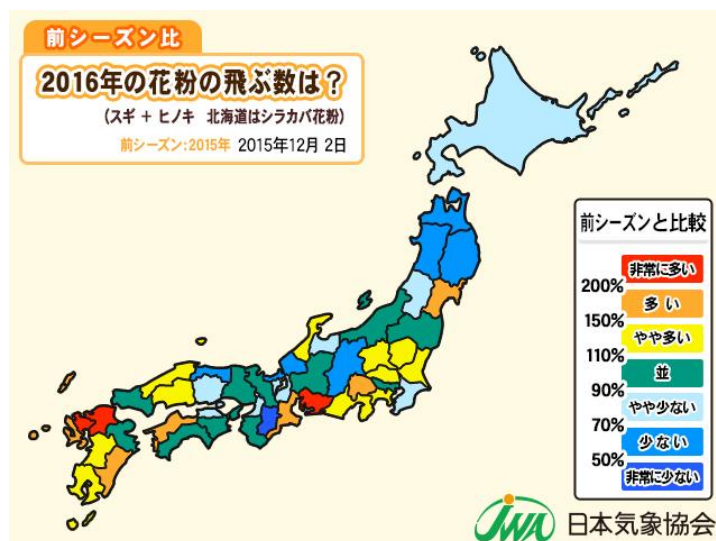 前シーズン比
2016年の花粉の飛ぶ数は？
(スギ + ヒノキ 北海道はシラカバ花粉)
前シーズン:2015年 2015年12月 2日
前シーズンと比較
非常に多い
200%
多い
150%
やや多い
110%
並
90%
やや少ない
70%
少ない
50%
非常に少ない
JWA 日本気象協会